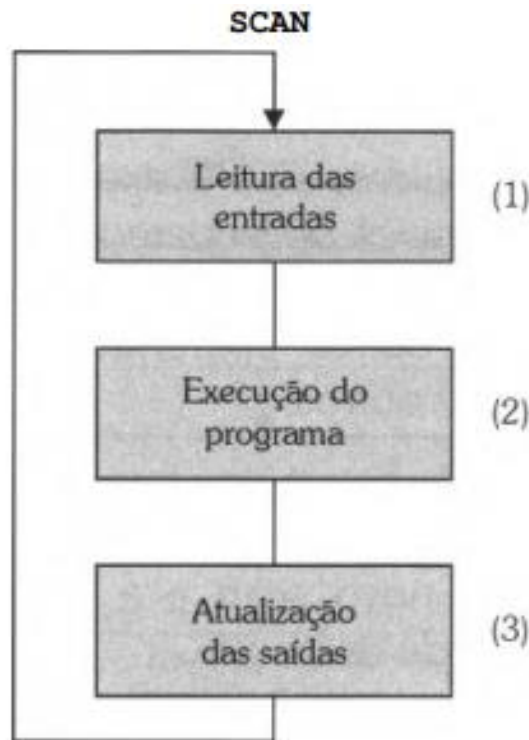 SCAN
Leitura das
entradas
(1)
Execução do
programa
(2)
Atualização
das saídas
(3)